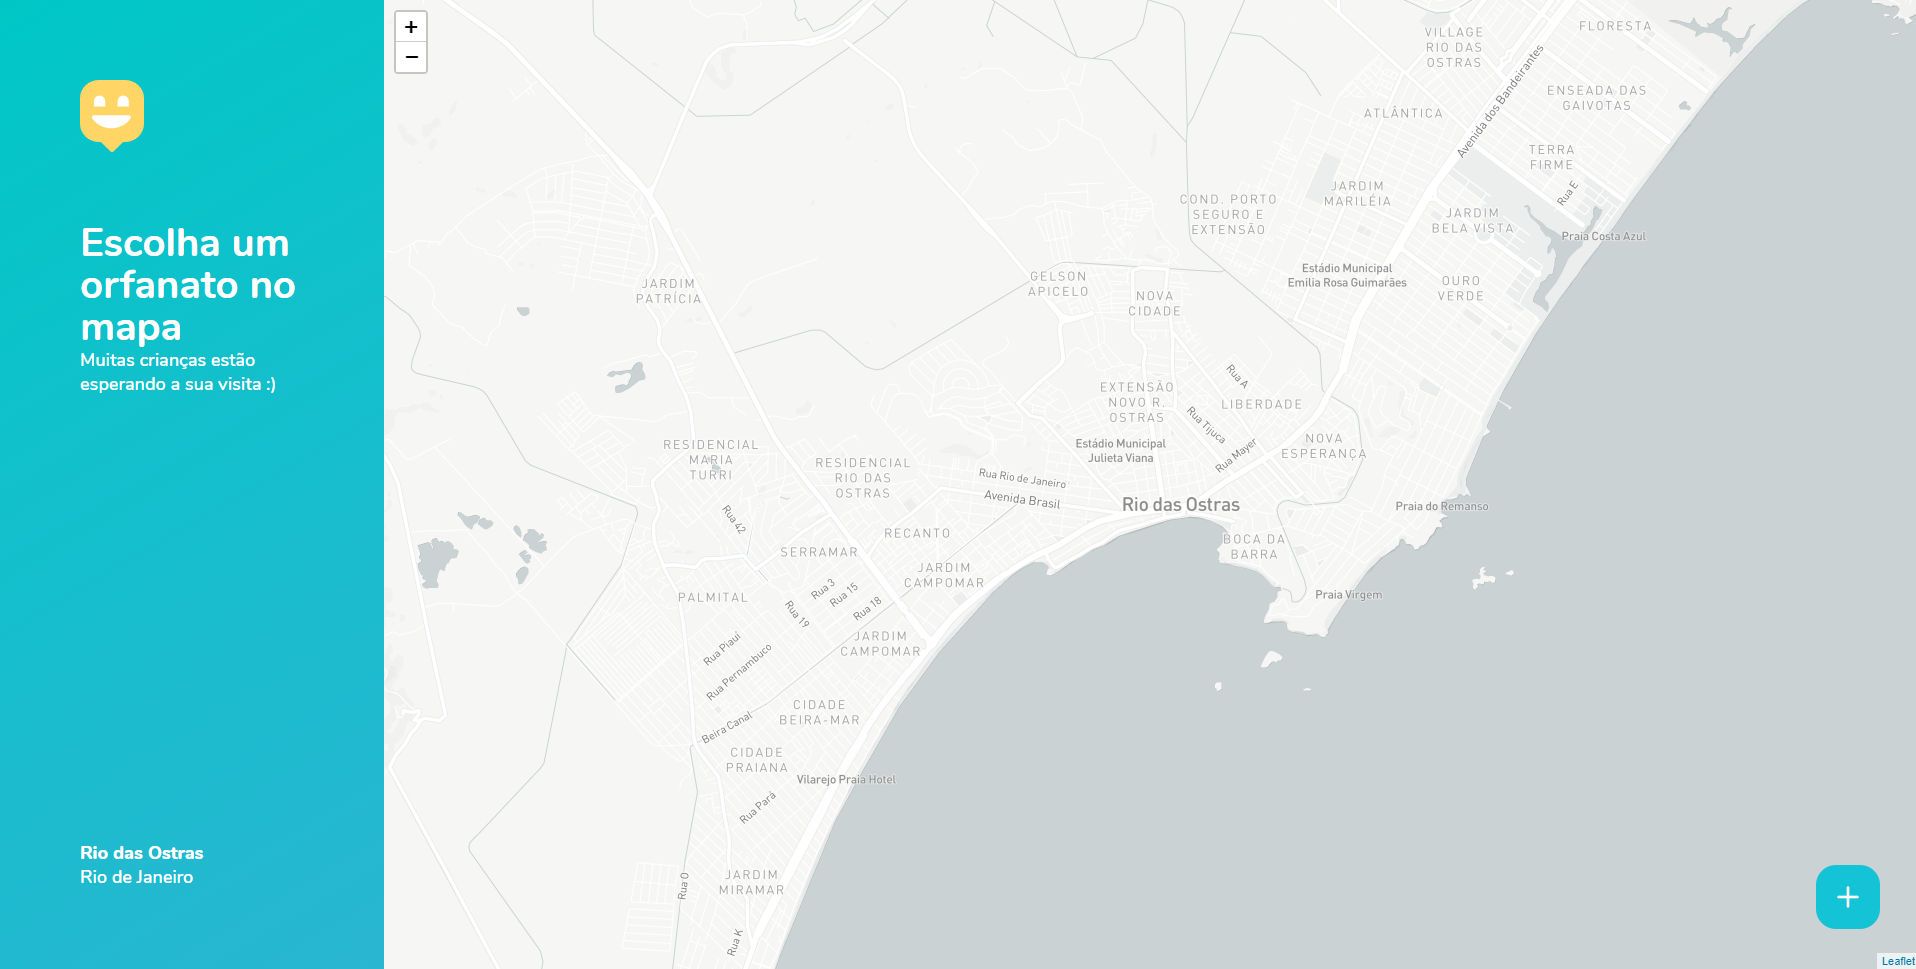 Escolha um
orfanato no
mapa
Muitas crianças estão
esperando a sua visita :)
Rio das Ostras
Rio de Janeiro
+
−
VILLAGE
RIO DAS
OSTRAS
FLORESTA
Avenida dos Bandeirantes
ENSEADA DAS
GAIVOTAS
ATLÂNTICA
TERRA
FIRME
Rua E
JARDIM
MARILÉIA
COND. PORTO
SEGURO E
EXTENSÃO
JARDIM
BELA VISTA
Praia Costa Azul
Estádio Municipal
Emilia Rosa Guimarães
OURO
VERDE
GELSON
APICELO
NOVA
CIDADE
JARDIM
PATRÍCIA
Rua A
EXTENSÃO
NOVO R.
OSTRAS
LIBERDADE
Rua Tijuca
Rua Mayer
NOVA
ESPERANÇA
Estádio Municipal
Julieta Viana
RESIDENCIAL
MARIA
TURRI
RESIDENCIAL
RIO DAS
OSTRAS
Rua Rio de Janeiro
Avenida Brasil
Rio das Ostras
Praia do Remanso
Rua 42
RECANTO
SERRAMAR
BOCA DA
BARRA
JARDIM
CAMPOMAR
Rua 3
Rua 15
Rua 18
Rua 19
PALMITAL
Praia Virgem
JARDIM
CAMPOMAR
Rua Piauí
Rua Pernambuco
CIDADE
BEIRA-MAR
Beira Canal
CIDADE
PRAIANA
Vilarejo Praia Hotel
Rua Pará
JARDIM
MIRAMAR
Rua O
Rua K
+
Leaflet